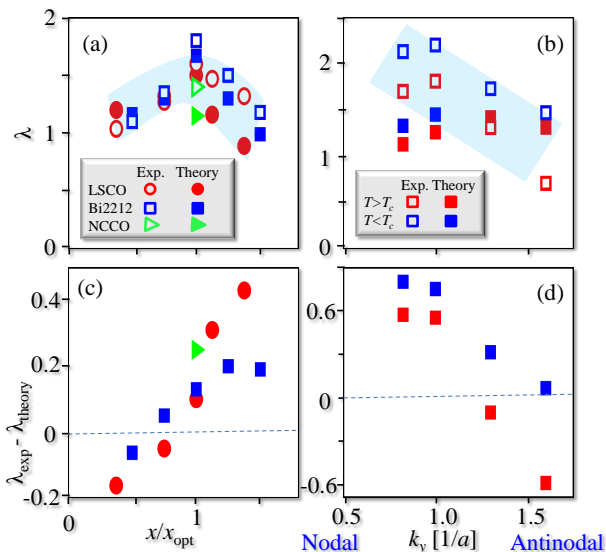 (a)
(b)
λ
2
1
0
2
1
0
Exp. Theory
LSCO
Bi2212
NCCO
Exp. Theory
T>Tc
T<Tc
(c)
(d)
λexp - λtheory
0.4
0.2
0
-0.2
0.6
0
-0.6
0
1
x/xopt
0.5
1.0
1.5
Nodal
kγ [1/a]
Antinodal